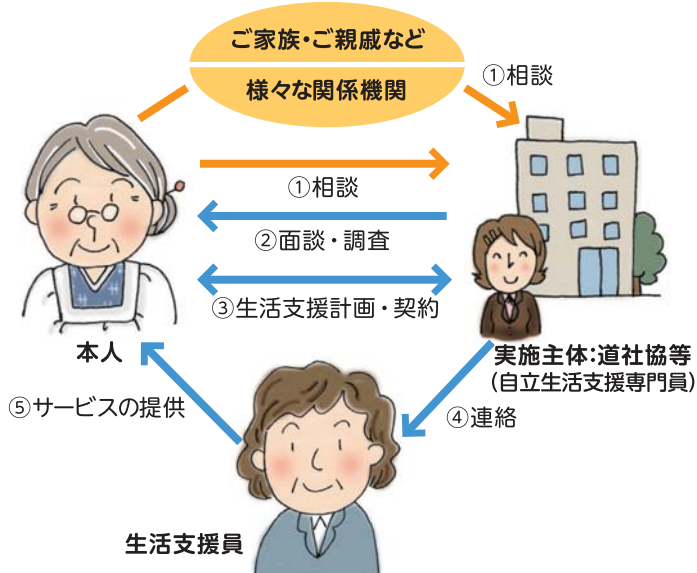 ご家族・ご親戚など
様々な関係機関
①相談
①相談
②面談・調査
③生活支援計画・契約
本人
実施主体:道社協等
(自立生活支援専門員)
⑤サービスの提供
④連絡
生活支援員